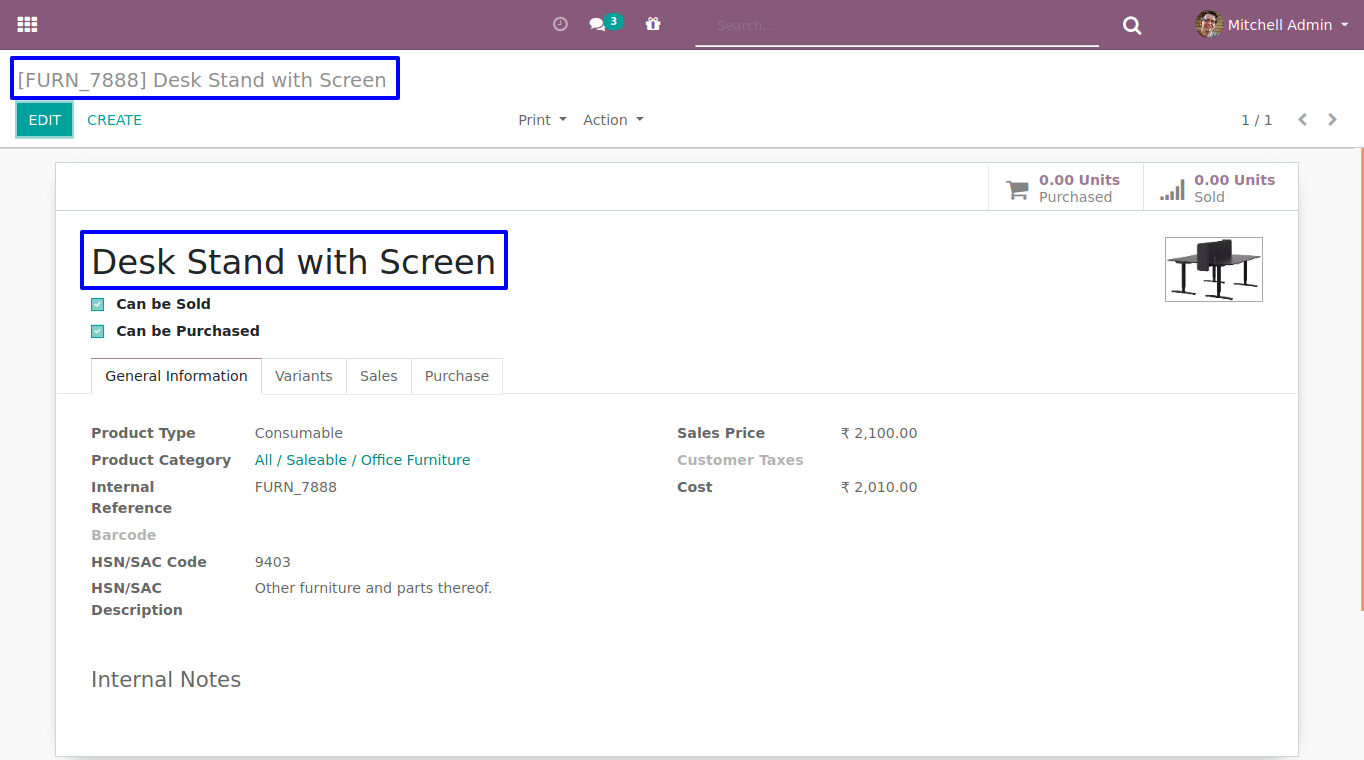 3
Search...
Mitchell Admin
[FURN_7888] Desk Stand with Screen
EDIT CREATE Print Action 1 / 1
0.00 Units
Purchased
0.00 Units
Sold
Desk Stand with Screen
Can be Sold
Can be Purchased
General Information Variants Sales Purchase
Product Type Consumable
Product Category All / Saleable / Office Furniture
Internal
Reference FURN_7888
Barcode
HSN/SAC Code 9403
HSN/SAC
Description Other furniture and parts thereof.
Sales Price ₹ 2,100.00
Customer Taxes
Cost ₹ 2,010.00
Internal Notes